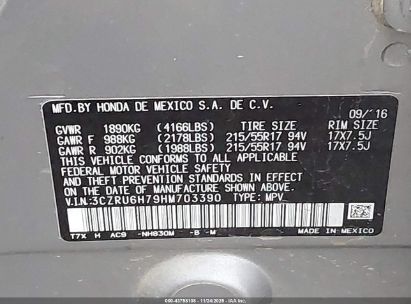 MFD.BY HONDA DE MEXICO S.A. DE C.V. 09/'16
GVWR 1890KG (4166LBS) TIRE SIZE RIM SIZE
GAWR F 988KG (2178LBS) 215/55R17 94V 17X7.5J
GAWR R 902KG (1988LBS) 215/55R17 94V 17X7.5J
THIS VEHICLE CONFORMS TO ALL APPLICABLE
FEDERAL MOTOR VEHICLE SAFETY AND THEFT
PREVENTION STANDARDS IN EFFECT ON THE
DATE OF MANUFACTURE SHOWN ABOVE.
V.I.N:3CZRU6H79HM703390 TYPE: MPV
T7X H AC9 -NH830M -B -M MADE IN MEXICO